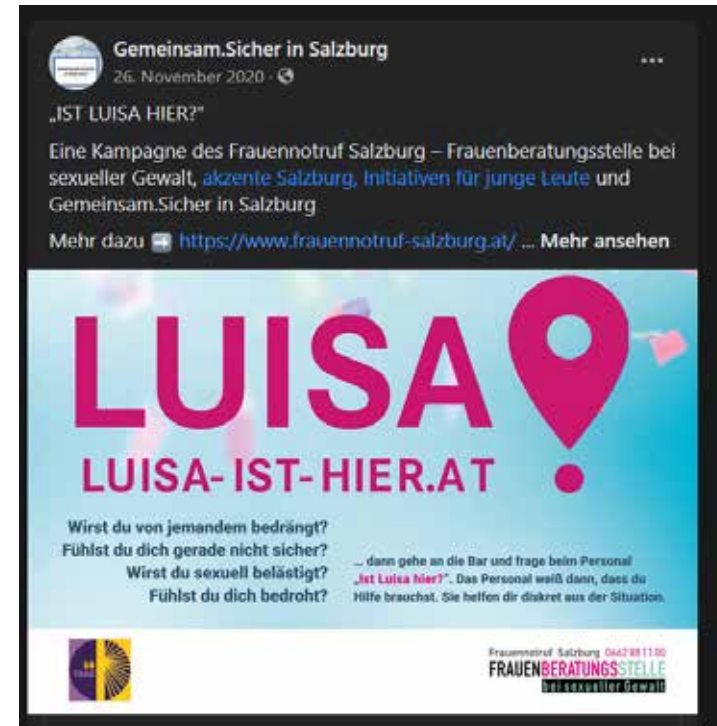 Gemeinsam.Sicher in Salzburg
26. November 2020 ·
„IST LUISA HIER?“
Eine Kampagne des Frauennotruf Salzburg – Frauenberatungsstelle bei
sexueller Gewalt, akzente Salzburg, Initiativen für junge Leute und
Gemeinsam.Sicher in Salzburg
Mehr dazu ➡ https://www.frauennotruf-salzburg.at/ ... Mehr ansehen
LUISA
LUISA-IST-HIER.AT
Wirst du von jemandem bedrängt?
Fühlst du dich gerade nicht sicher?
Wirst du sexuell belästigt?
Fühlst du dich bedroht?
... dann gehe an die Bar und frage beim Personal
„Ist Luisa hier?“. Das Personal weiß dann, dass du
Hilfe brauchst. Sie helfen dir diskret aus der Situation.
Frauennotruf Salzburg 0662 88 11 00
FRAUENBERATUNGSSTELLE
bei sexueller Gewalt